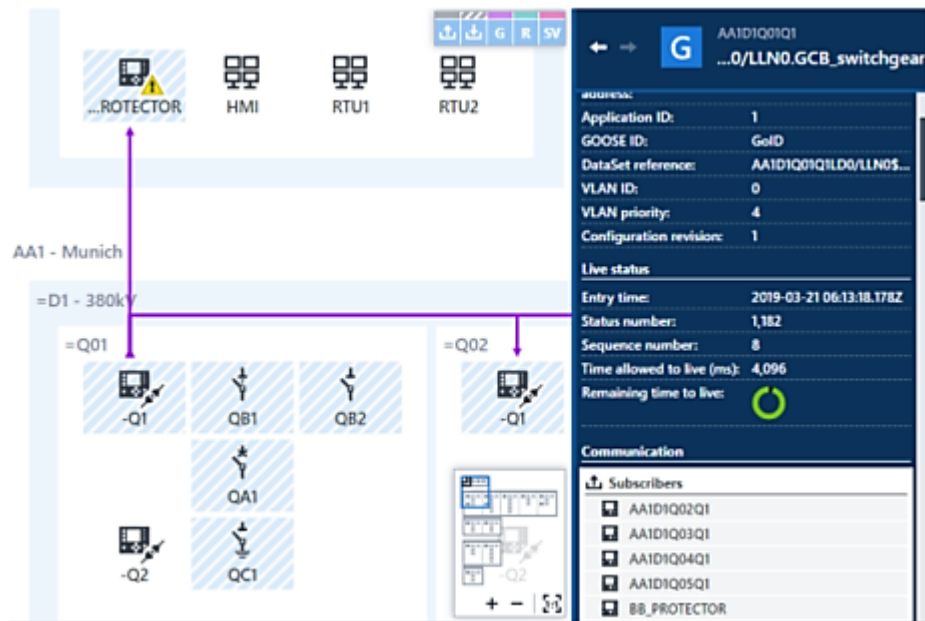 G R SV
...ROTECTOR
HMI
RTU1
RTU2
AA1 - Munich
=D1 - 380kV
=Q01
=Q02
-Q1
QB1
QB2
-Q1
QA1
-Q2
QC1
-Q2
+ −
G
AA1D1Q01Q1
...0/LLN0.GCB_switchgear
address:
Application ID: 1
GOOSE ID: GoID
DataSet reference: AA1D1Q01Q1LD0/LLN0$...
VLAN ID: 0
VLAN priority: 4
Configuration revision: 1
Live status
Entry time: 2019-03-21 06:13:18.178Z
Status number: 1,182
Sequence number: 8
Time allowed to live (ms): 4,096
Remaining time to live:
Communication
Subscribers
AA1D1Q02Q1
AA1D1Q03Q1
AA1D1Q04Q1
AA1D1Q05Q1
BB_PROTECTOR